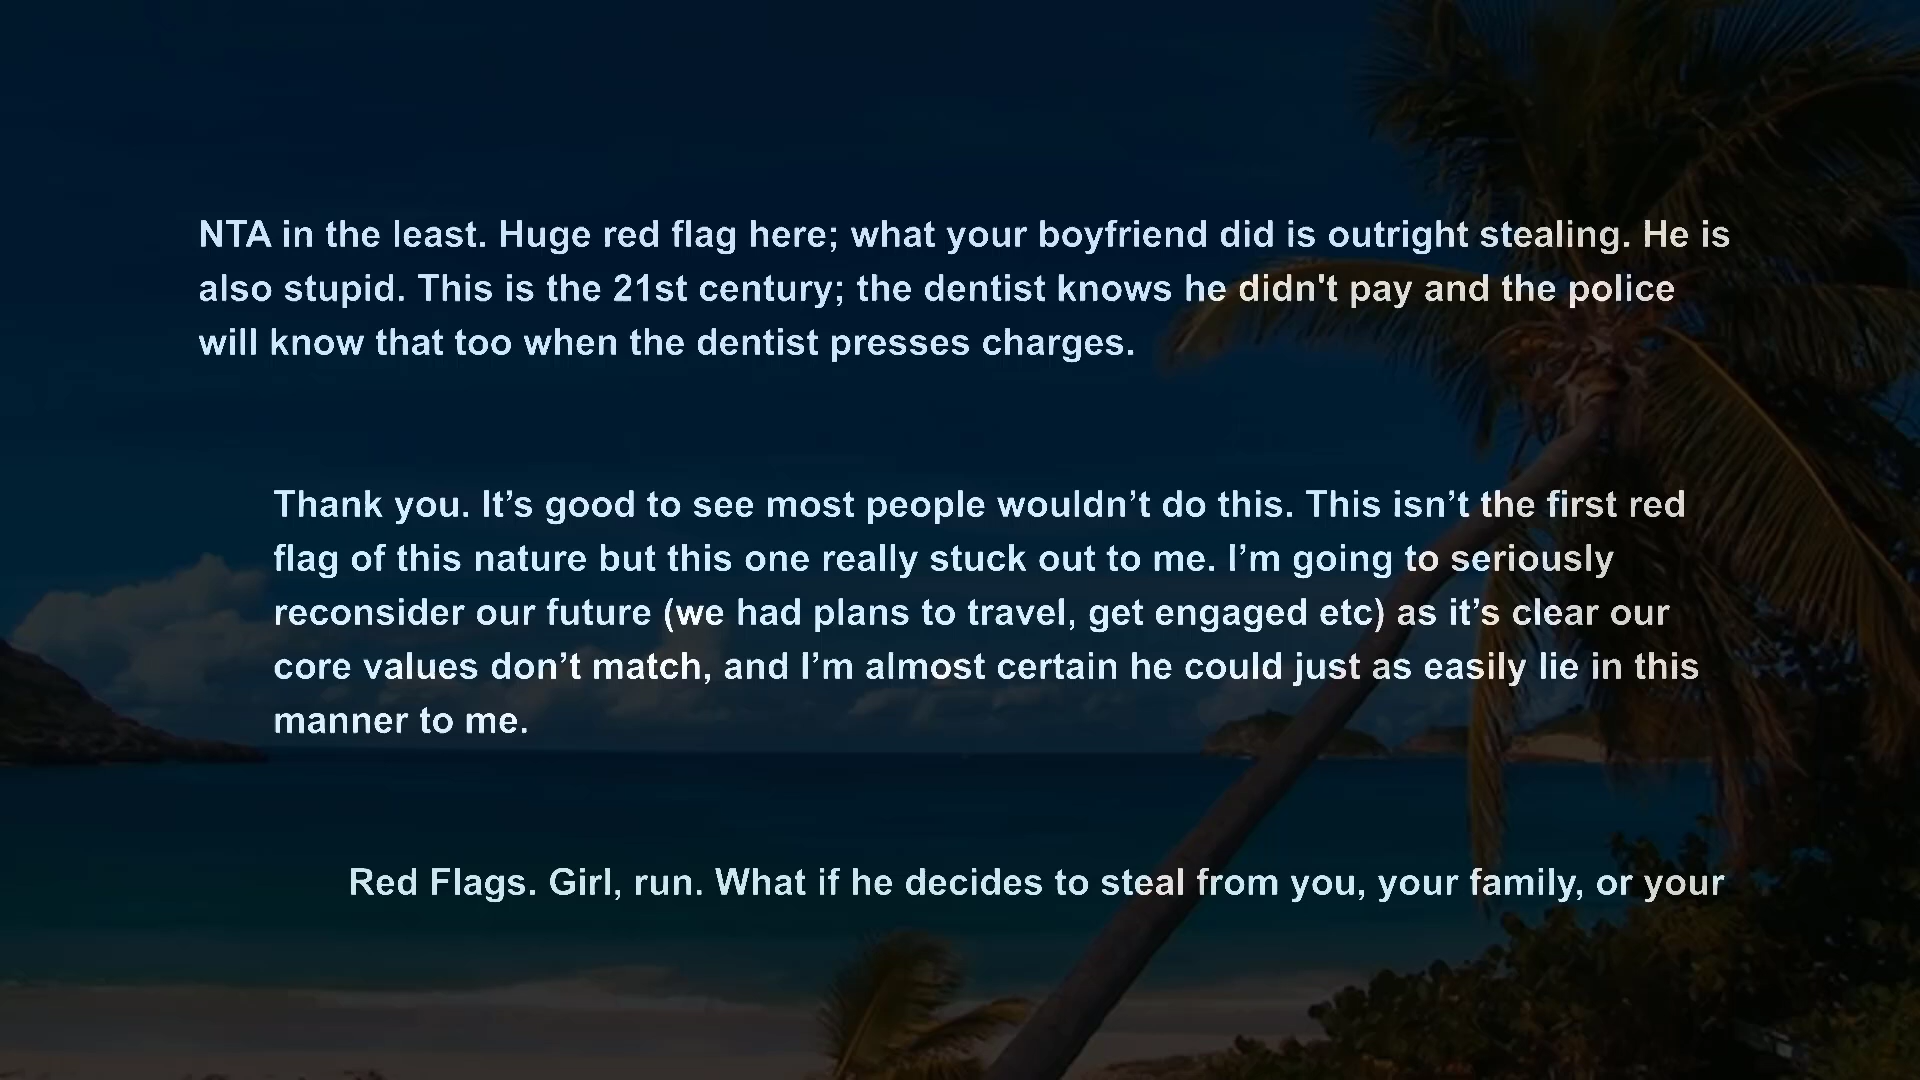 NTA in the least. Huge red flag here; what your boyfriend did is outright stealing. He is
also stupid. This is the 21st century; the dentist knows he didn't pay and the police
will know that too when the dentist presses charges.
Thank you. It’s good to see most people wouldn’t do this. This isn’t the first red
flag of this nature but this one really stuck out to me. I’m going to seriously
reconsider our future (we had plans to travel, get engaged etc) as it’s clear our
core values don’t match, and I’m almost certain he could just as easily lie in this
manner to me.
Red Flags. Girl, run. What if he decides to steal from you, your family, or your